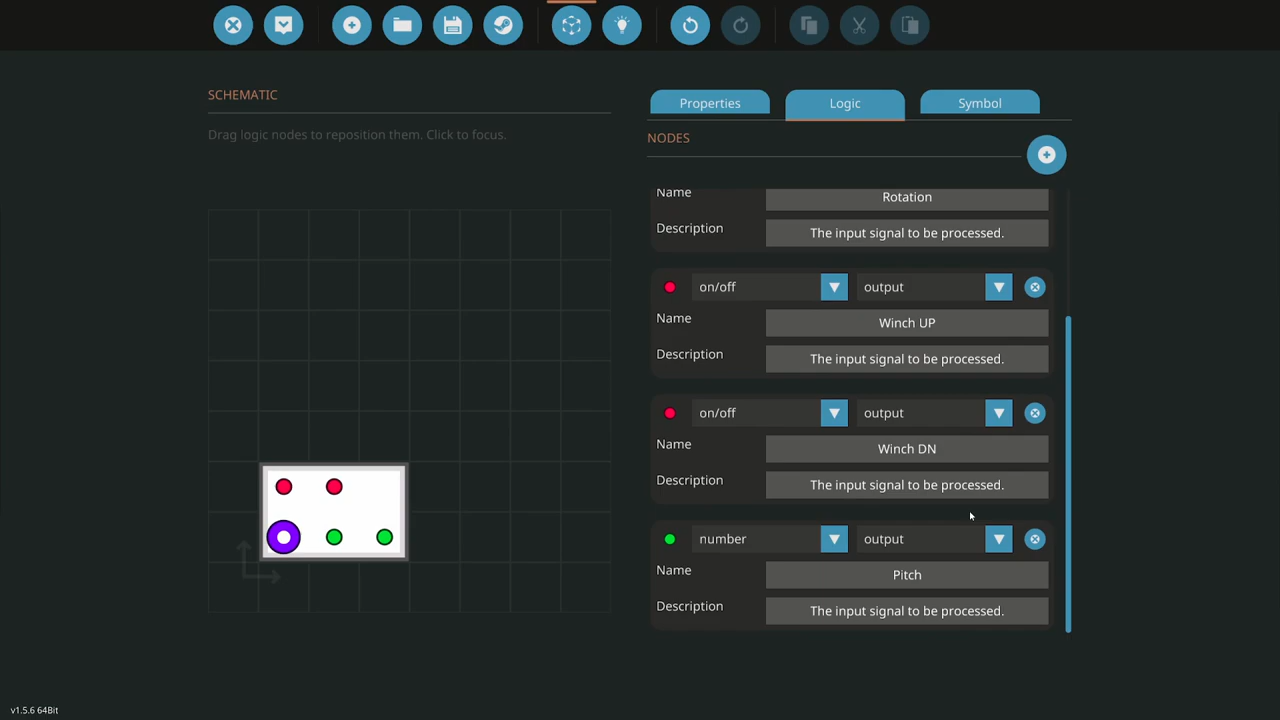 SCHEMATIC
Drag logic nodes to reposition them. Click to focus.
Properties
Logic
Symbol
NODES
Name
Rotation
Description
The input signal to be processed.
on/off
output
Name
Winch UP
Description
The input signal to be processed.
on/off
output
Name
Winch DN
Description
The input signal to be processed.
number
output
Name
Pitch
Description
The input signal to be processed.
v1.5.6 64Bit